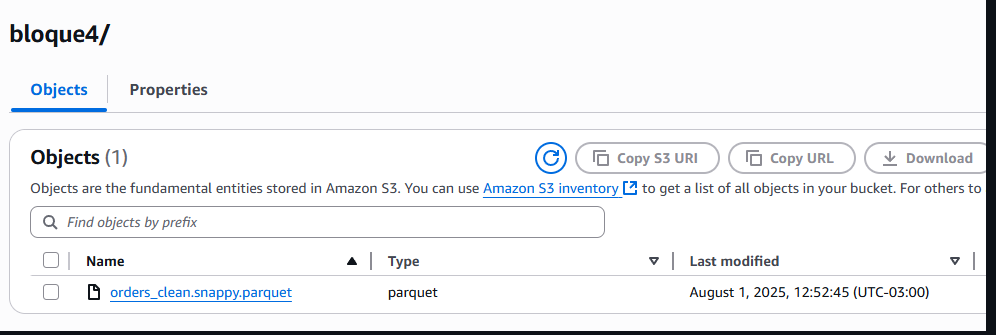 bloque4/
Objects Properties
Objects (1) Copy S3 URI Copy URL Download
Objects are the fundamental entities stored in Amazon S3. You can use Amazon S3 inventory to get a list of all objects in your bucket. For others to
Find objects by prefix
Name Type Last modified
orders_clean.snappy.parquet parquet August 1, 2025, 12:52:45 (UTC-03:00)